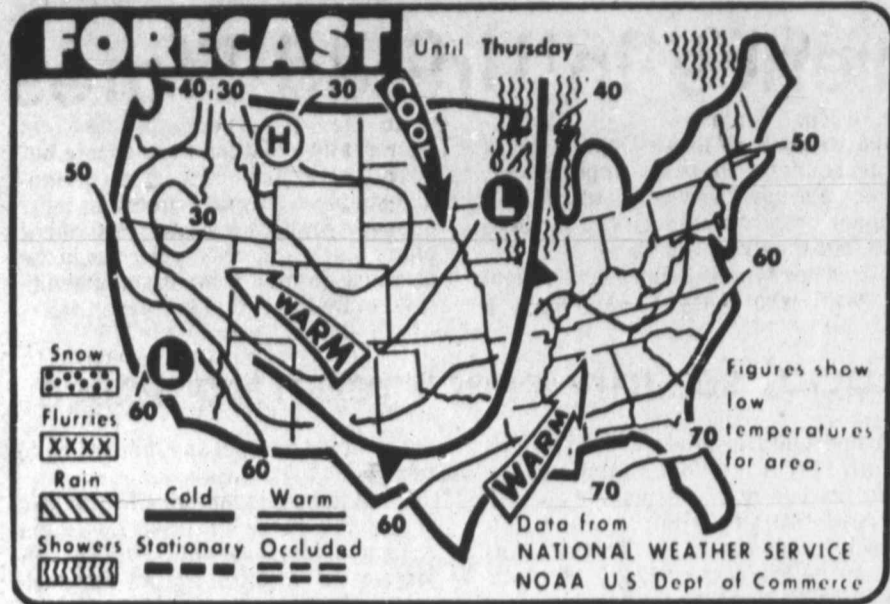 FORECAST
Until Thursday
40 30 30 40
COOL
H
50
30
L
50
60
WARM
L
60
60
60
WARM
70
70
Figures show
low
temperatures
for area.
Snow
Flurries
XXXX
Rain
Showers
Cold Warm
Stationary Occluded
Data from
NATIONAL WEATHER SERVICE
NOAA U S Dept of Commerce